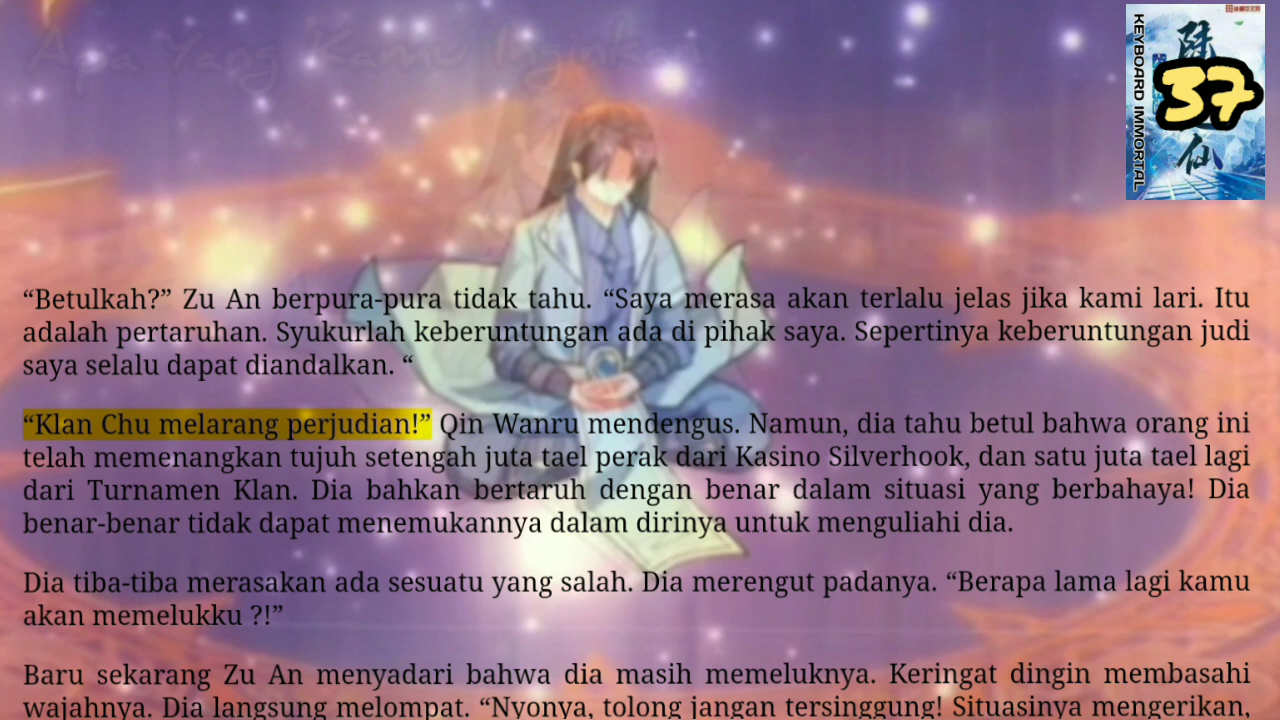 Apa Yang Kamu Inginkan
陆
仙
KEYBOARD IMMORTAL
37
“Betulkah?” Zu An berpura-pura tidak tahu. “Saya merasa akan terlalu jelas jika kami lari. Itu
adalah pertaruhan. Syukurlah keberuntungan ada di pihak saya. Sepertinya keberuntungan judi
saya selalu dapat diandalkan. “
“Klan Chu melarang perjudian!” Qin Wanru mendengus. Namun, dia tahu betul bahwa orang ini
telah memenangkan tujuh setengah juta tael perak dari Kasino Silverhook, dan satu juta tael lagi
dari Turnamen Klan. Dia bahkan bertaruh dengan benar dalam situasi yang berbahaya! Dia
benar-benar tidak dapat menemukannya dalam dirinya untuk menguliahi dia.
Dia tiba-tiba merasakan ada sesuatu yang salah. Dia merengut padanya. “Berapa lama lagi kamu
akan memelukku ?!”
Baru sekarang Zu An menyadari bahwa dia masih memeluknya. Keringat dingin membasahi
wajahnya. Dia langsung melompat. “Nyonya, tolong jangan tersinggung! Situasinya mengerikan,